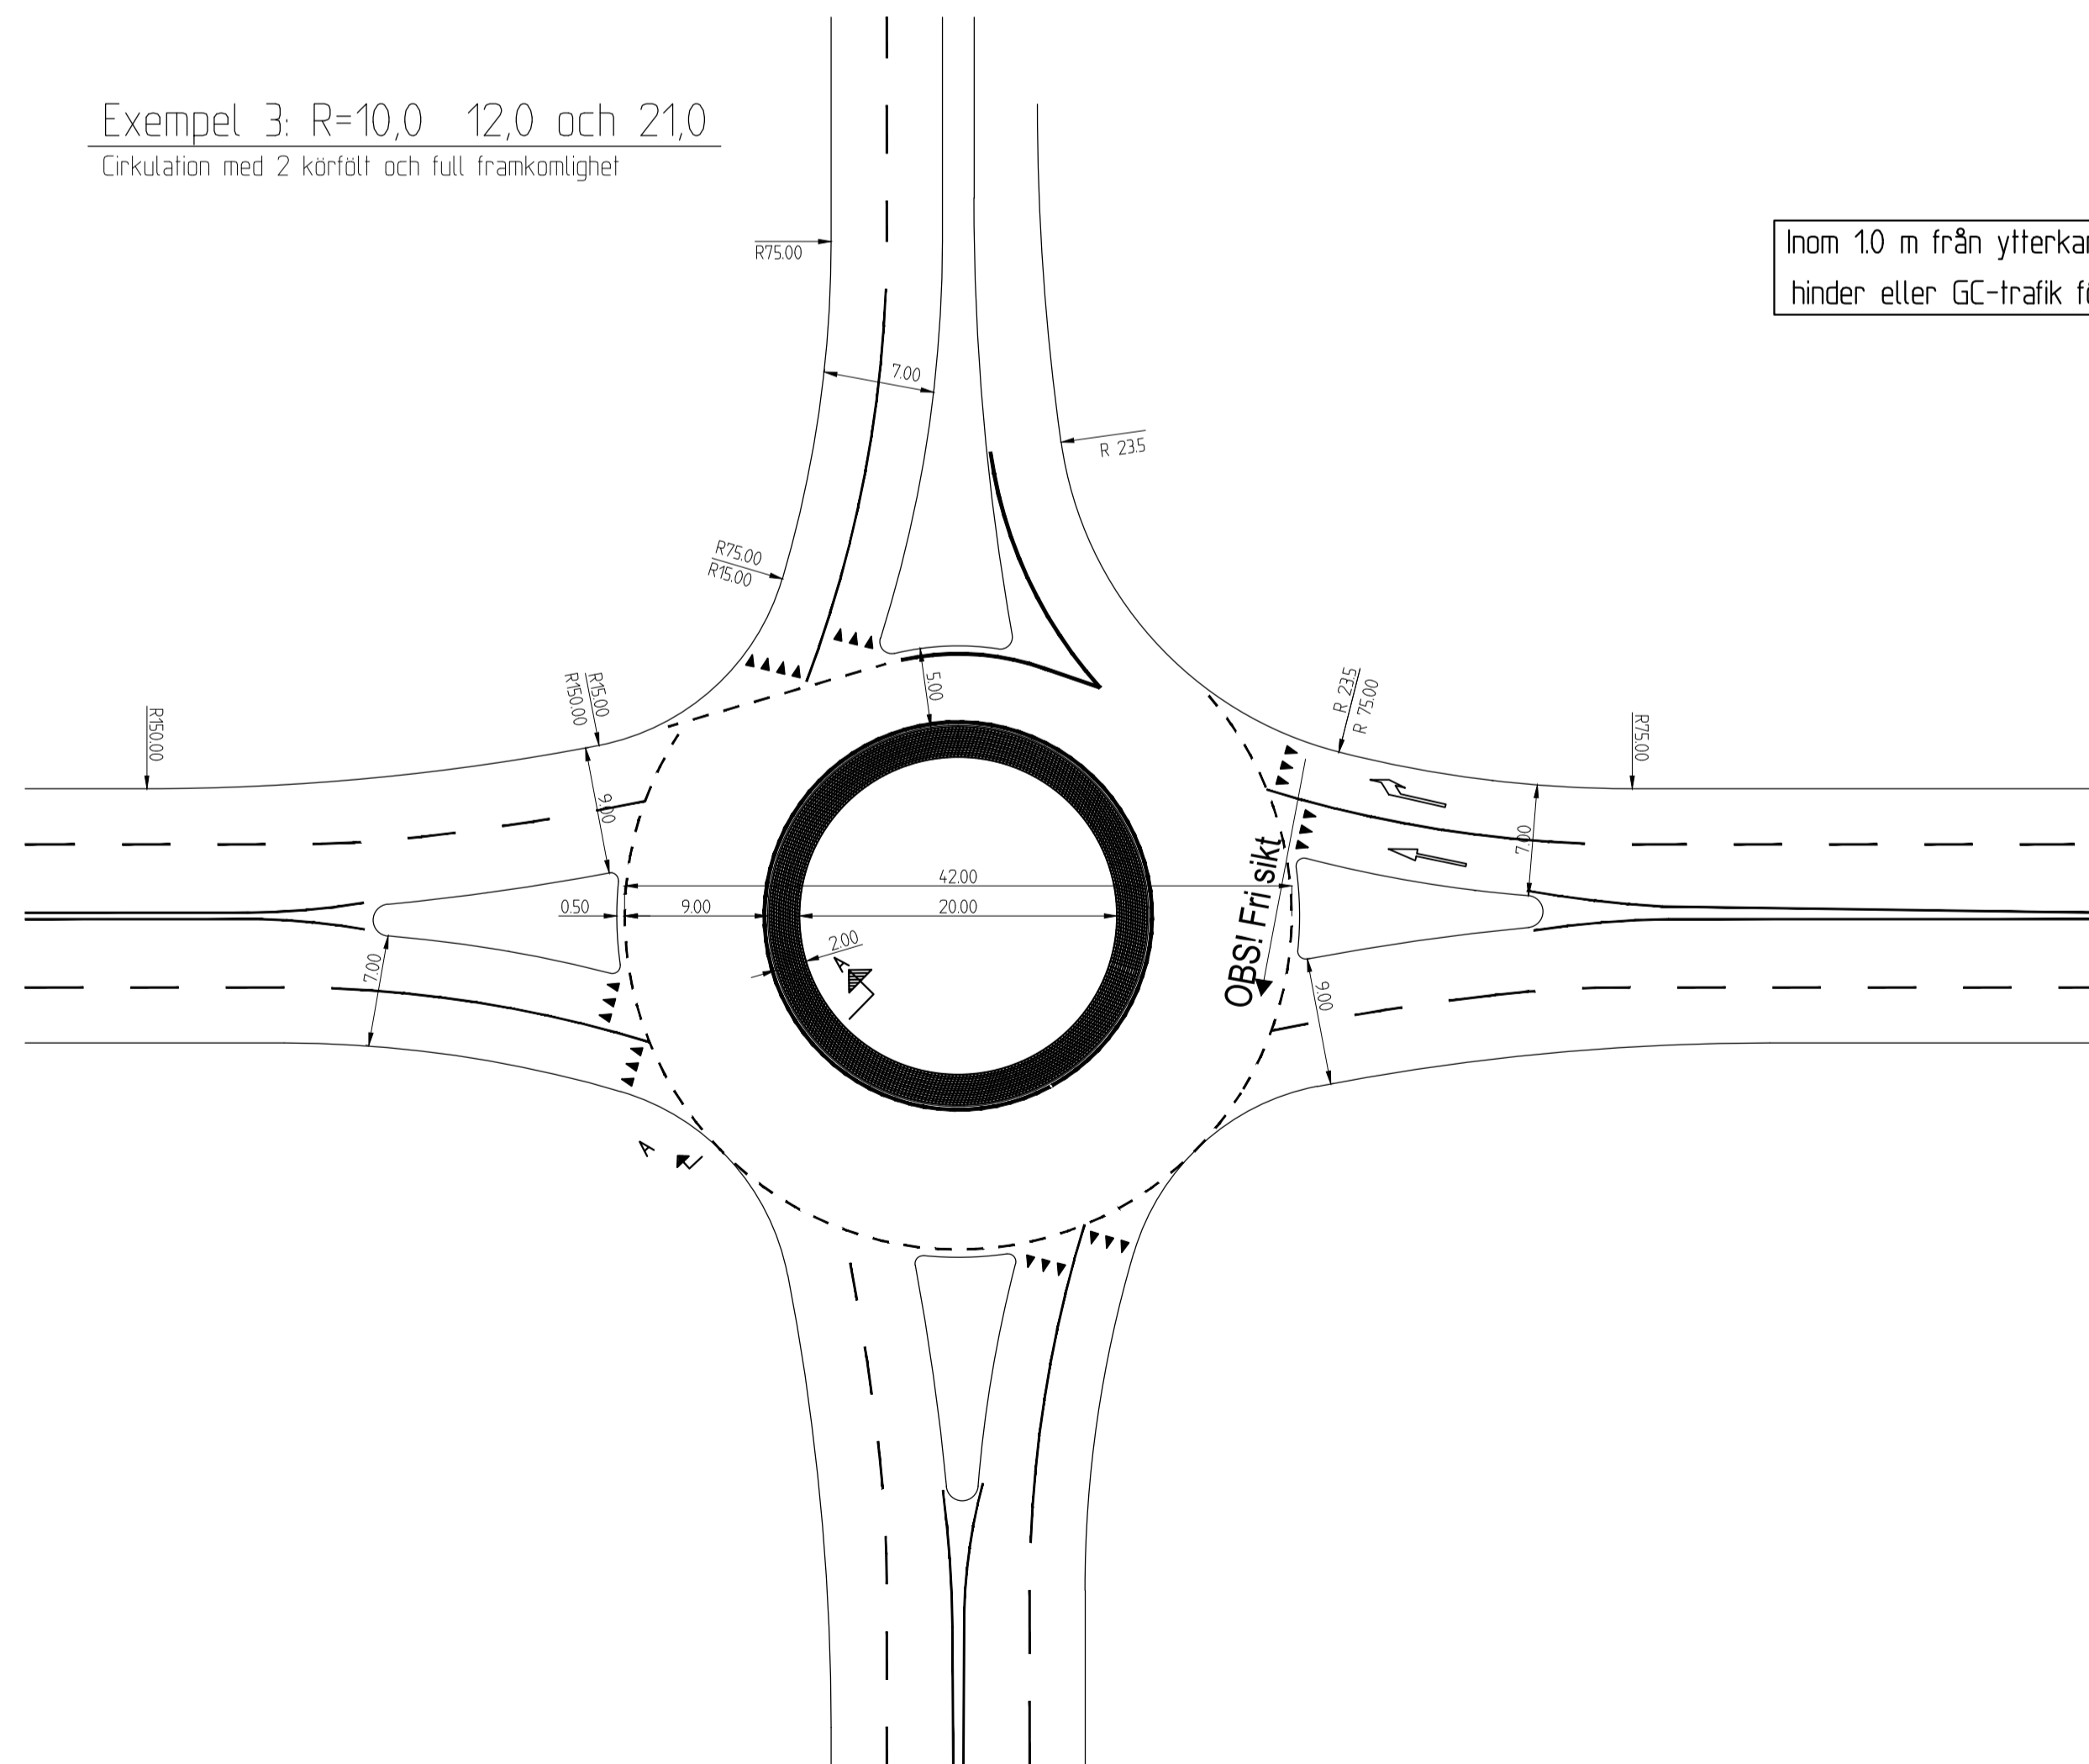 Exempel 3: R=10,0 12,0 och 21,0
Cirkulation med 2 körfölt och full framkomlighet
Inom 1.0 m från ytterka
hinder eller GC-trafik f
R75.00
7.00
R 23.5
R75.00
R15.00
R15.00
R150.00
R150.00
5.00
R 23.5
R 75.00
R75.00
9.00
7.00
42.00
0.50
9.00
20.00
2.00
A
OBS! Fri sikt
7.00
9.00
A